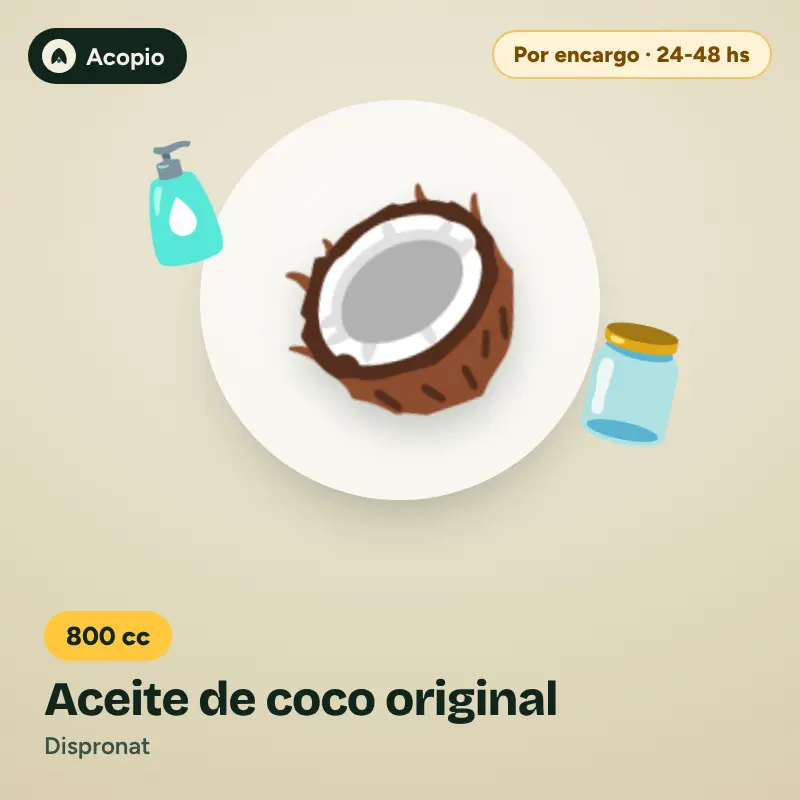 Acopio
Por encargo · 24-48 hs
800 cc
Aceite de coco original
Dispronat